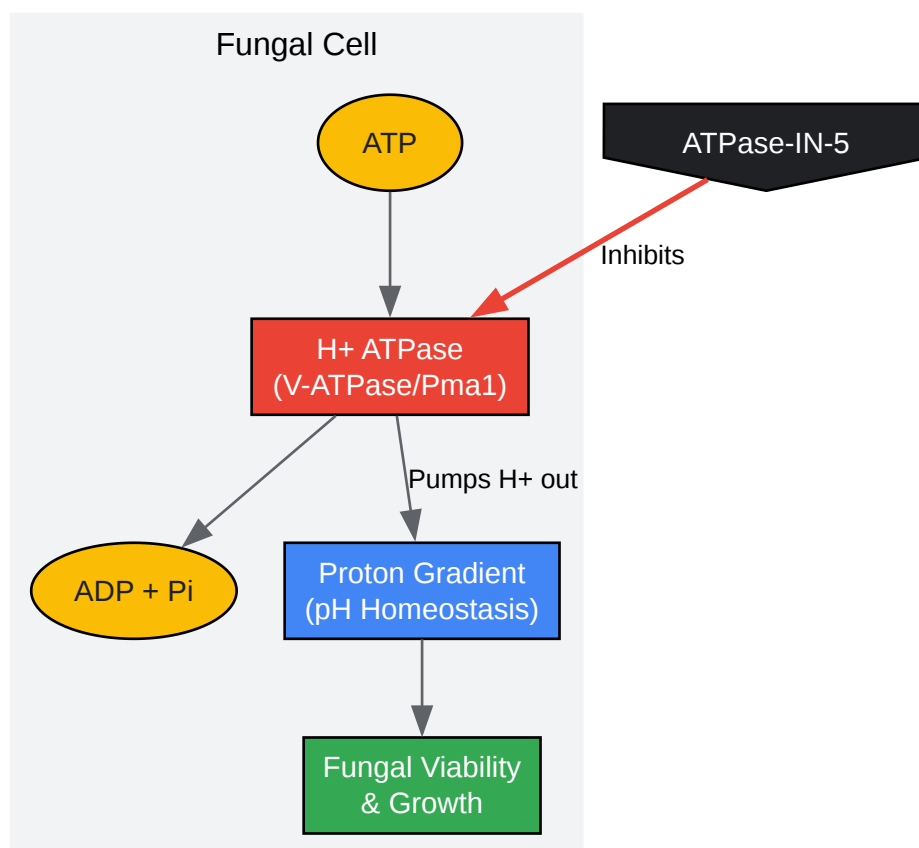 Fungal Cell
ATP
ATPase-IN-5
Inhibits
H+ ATPase
(V-ATPase/Pma1)
Pumps H+ out
ADP + Pi
Proton Gradient
(pH Homeostasis)
Fungal Viability
& Growth